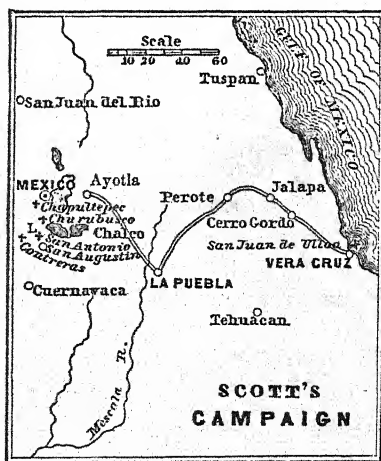 Scale
10 20 30 60
Tuspan
GULF OF MEXICO
San Juan del Rio
MEXICO
Ayotla
Chapultepec
Churubusco
Chalco
L
San Antonio
San Augustin
Contreras
Perote
Jalapa
Cerro Gordo
San Juan de Ulloa
VERA CRUZ
LA PUEBLA
Cuernavaca
Tehuacan
Mescala R.
SCOTT'S
CAMPAIGN